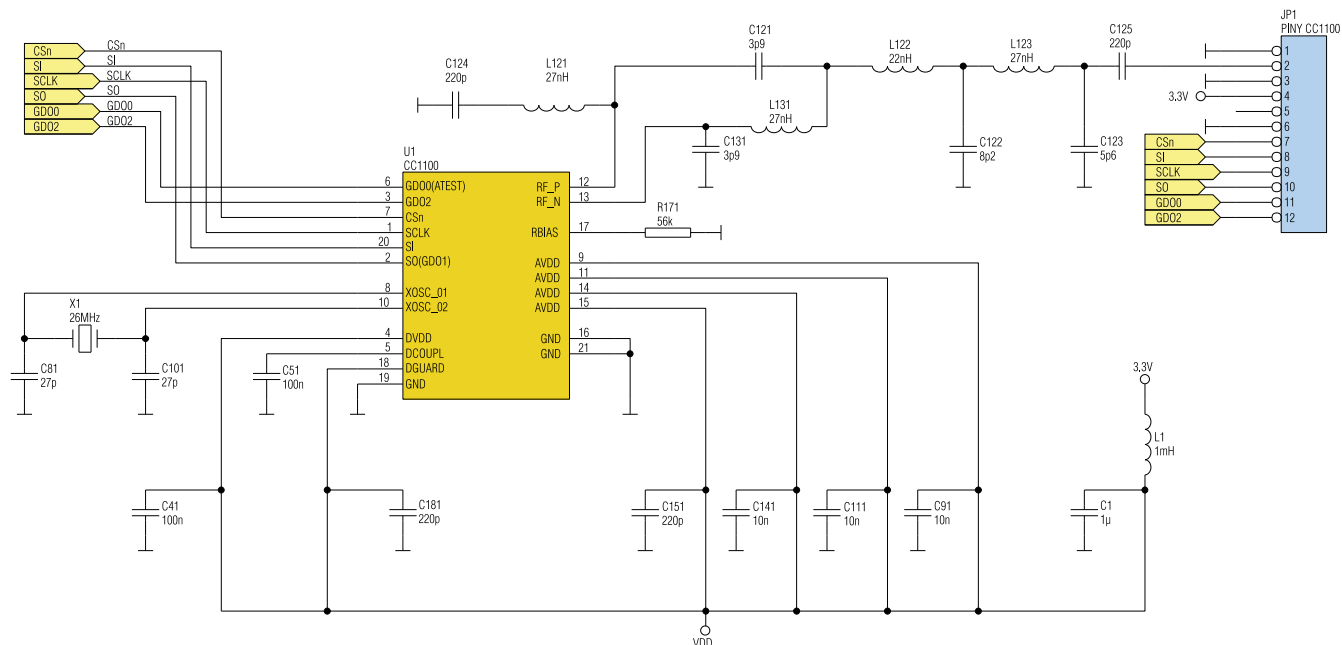 CSn
SI
SCLK
SO
GDO0
GDO2
CSn
SI
SCLK
SO
GDO0
GDO2
C124
220p
L121
27nH
C121
3p9
L131
27nH
C131
3p9
L122
22nH
L123
27nH
C125
220p
C122
8p2
C123
5p6
JP1
PINY CC1100
1
2
3
3.3V
4
5
6
CSn
7
SI
8
SCLK
9
SO
10
GDO0
11
GDO2
12
U1
CC1100
6 GDO0(ATEST)
3 GDO2
7 CSn
1 SCLK
20 SI
2 SO(GDO1)
8 XOSC_01
10 XOSC_02
4 DVDD
5 DCOUPL
18 DGUARD
19 GND
RF_P 12
RF_N 13
RBIAS 17
AVDD 9
AVDD 11
AVDD 14
AVDD 15
GND 16
GND 21
R171
56k
X1
26MHz
C81
27p
C101
27p
C51
100n
3.3V
L1
1mH
C41
100n
C181
220p
C151
220p
C141
10n
C111
10n
C91
10n
C1
1µ
VDD